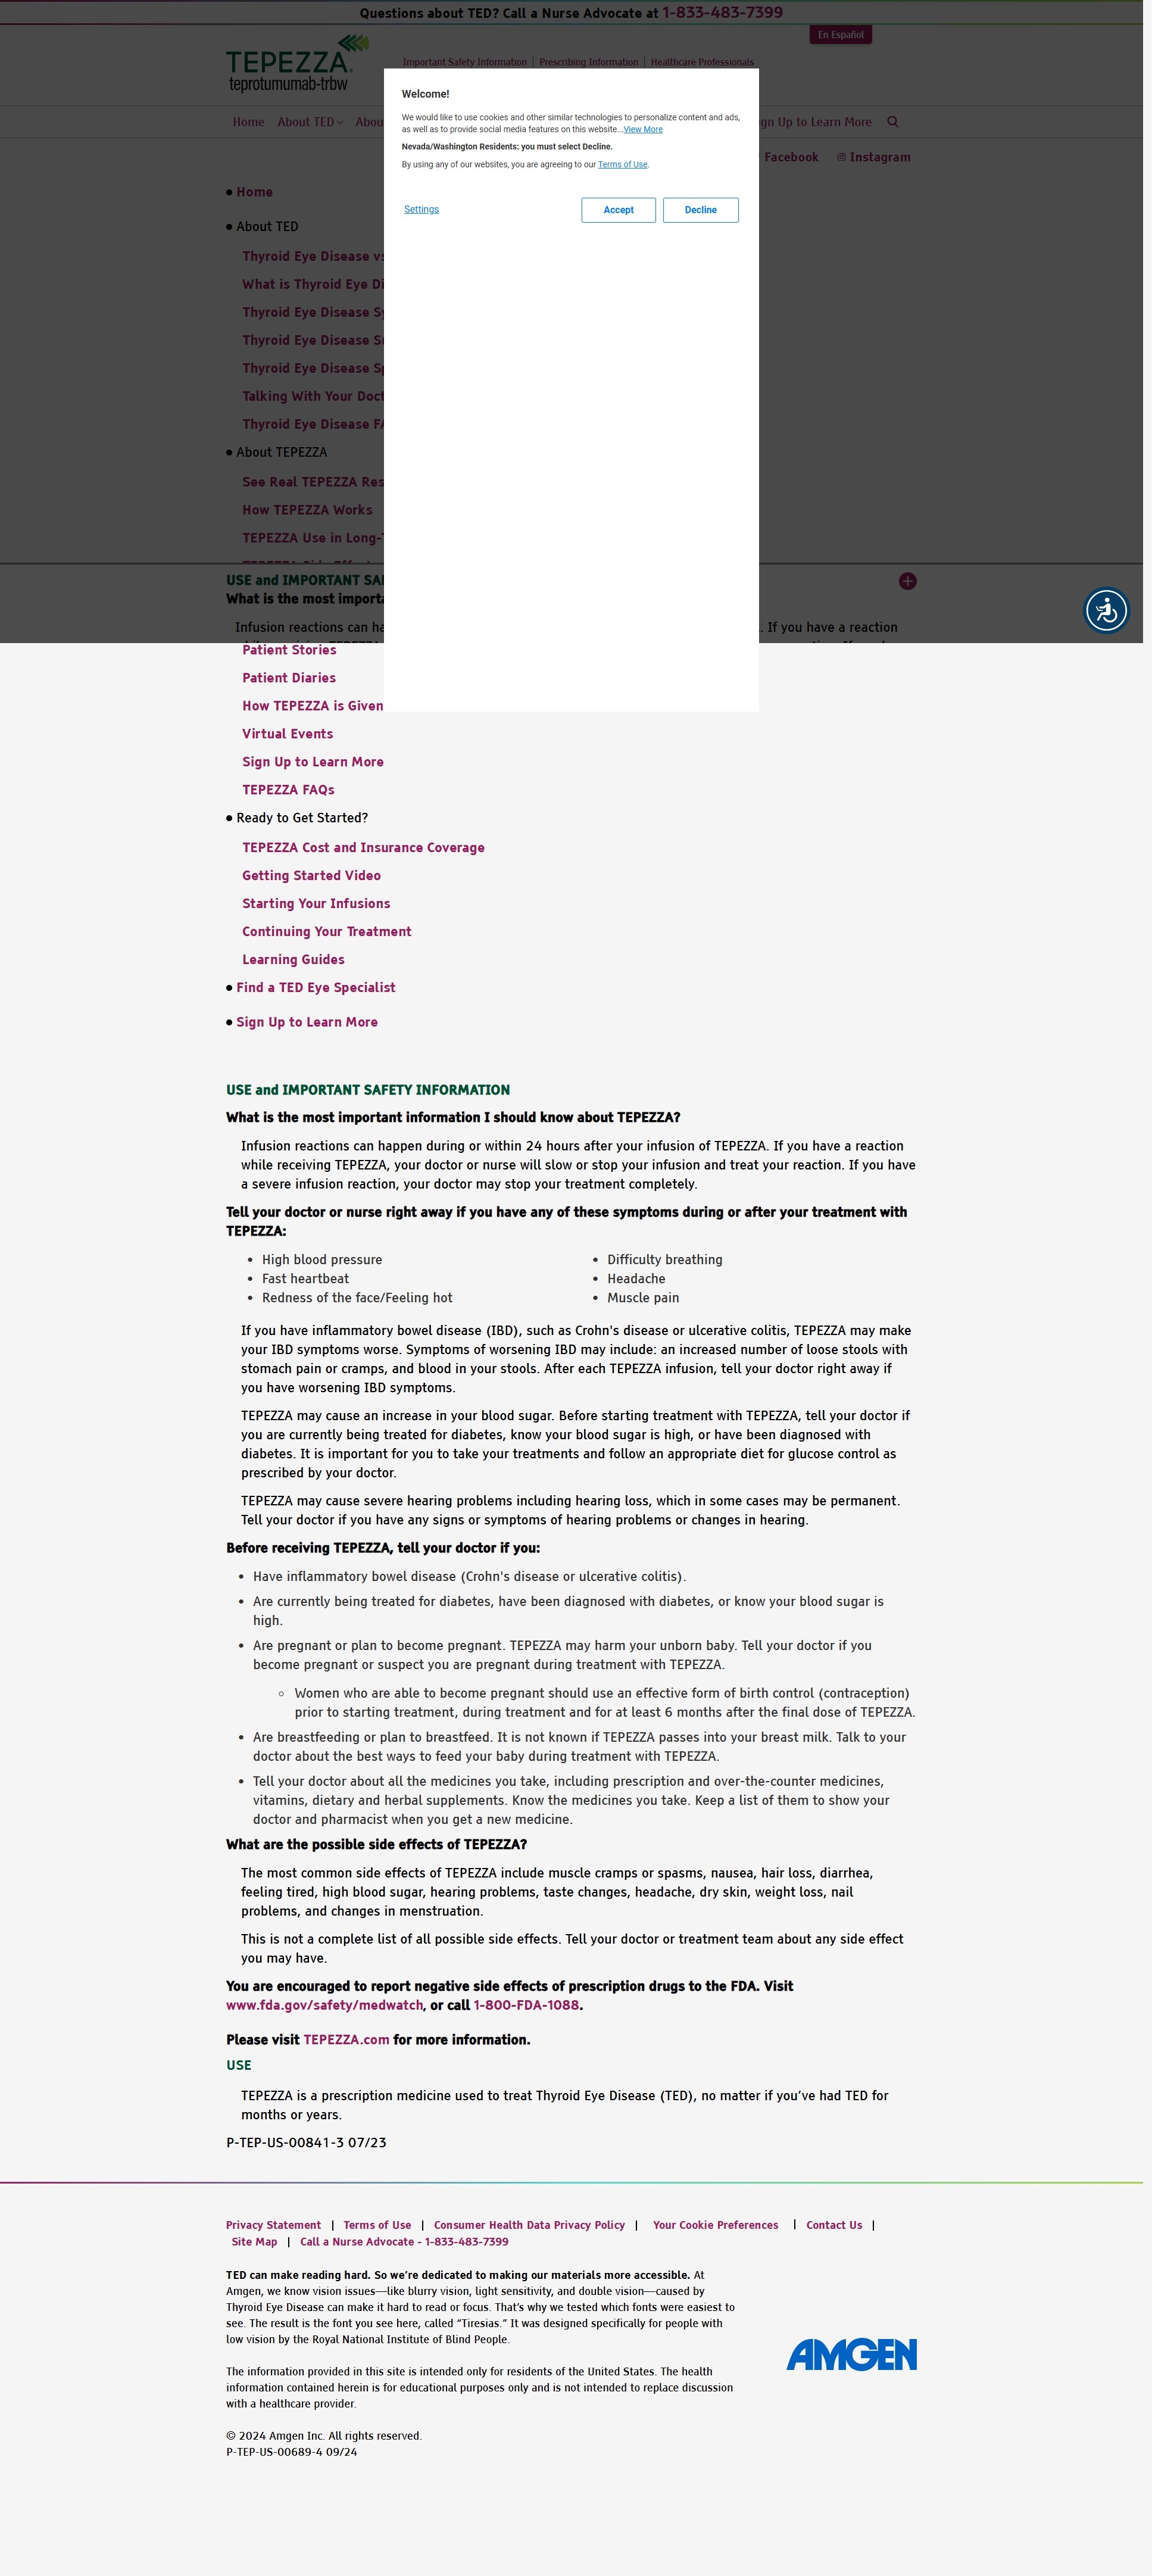 Questions about TED? Call a Nurse Advocate at 1-833-483-7399
En Español
TEPEZZA®
teprotumumab-trbw
Important Safety Information | Prescribing Information | Healthcare Professionals
Home About TED Abou gn Up to Learn More
Facebook Instagram
Welcome!
We would like to use cookies and other similar technologies to personalize content and ads,
as well as to provide social media features on this website...View More
Nevada/Washington Residents: you must select Decline.
By using any of our websites, you are agreeing to our Terms of Use.
Settings Accept Decline
Home
About TED
Thyroid Eye Disease vs
What is Thyroid Eye Di
Thyroid Eye Disease Sy
Thyroid Eye Disease
Thyroid Eye Disease Sp
Talking With Your Doct
Thyroid Eye Disease FA
About TEPEZZA
See Real TEPEZZA Res
How TEPEZZA Works
TEPEZZA Use in Long-T
USE and IMPORTANT SAF
What is the most importa
Infusion reactions can ha . If you have a reaction
Patient Stories
Patient Diaries
How TEPEZZA is Given
Virtual Events
Sign Up to Learn More
TEPEZZA FAQs
Ready to Get Started?
TEPEZZA Cost and Insurance Coverage
Getting Started Video
Starting Your Infusions
Continuing Your Treatment
Learning Guides
Find a TED Eye Specialist
Sign Up to Learn More
USE and IMPORTANT SAFETY INFORMATION
What is the most important information I should know about TEPEZZA?
Infusion reactions can happen during or within 24 hours after your infusion of TEPEZZA. If you have a reaction
while receiving TEPEZZA, your doctor or nurse will slow or stop your infusion and treat your reaction. If you have
a severe infusion reaction, your doctor may stop your treatment completely.
Tell your doctor or nurse right away if you have any of these symptoms during or after your treatment with
TEPEZZA:
• High blood pressure
• Fast heartbeat
• Redness of the face/Feeling hot
• Difficulty breathing
• Headache
• Muscle pain
If you have inflammatory bowel disease (IBD), such as Crohn's disease or ulcerative colitis, TEPEZZA may make
your IBD symptoms worse. Symptoms of worsening IBD may include: an increased number of loose stools with
stomach pain or cramps, and blood in your stools. After each TEPEZZA infusion, tell your doctor right away if
you have worsening IBD symptoms.
TEPEZZA may cause an increase in your blood sugar. Before starting treatment with TEPEZZA, tell your doctor if
you are currently being treated for diabetes, know your blood sugar is high, or have been diagnosed with
diabetes. It is important for you to take your treatments and follow an appropriate diet for glucose control as
prescribed by your doctor.
TEPEZZA may cause severe hearing problems including hearing loss, which in some cases may be permanent.
Tell your doctor if you have any signs or symptoms of hearing problems or changes in hearing.
Before receiving TEPEZZA, tell your doctor if you:
• Have inflammatory bowel disease (Crohn's disease or ulcerative colitis).
• Are currently being treated for diabetes, have been diagnosed with diabetes, or know your blood sugar is
high.
• Are pregnant or plan to become pregnant. TEPEZZA may harm your unborn baby. Tell your doctor if you
become pregnant or suspect you are pregnant during treatment with TEPEZZA.
○ Women who are able to become pregnant should use an effective form of birth control (contraception)
prior to starting treatment, during treatment and for at least 6 months after the final dose of TEPEZZA.
• Are breastfeeding or plan to breastfeed. It is not known if TEPEZZA passes into your breast milk. Talk to your
doctor about the best ways to feed your baby during treatment with TEPEZZA.
• Tell your doctor about all the medicines you take, including prescription and over-the-counter medicines,
vitamins, dietary and herbal supplements. Know the medicines you take. Keep a list of them to show your
doctor and pharmacist when you get a new medicine.
What are the possible side effects of TEPEZZA?
The most common side effects of TEPEZZA include muscle cramps or spasms, nausea, hair loss, diarrhea,
feeling tired, high blood sugar, hearing problems, taste changes, headache, dry skin, weight loss, nail
problems, and changes in menstruation.
This is not a complete list of all possible side effects. Tell your doctor or treatment team about any side effect
you may have.
You are encouraged to report negative side effects of prescription drugs to the FDA. Visit
www.fda.gov/safety/medwatch, or call 1-800-FDA-1088.
Please visit TEPEZZA.com for more information.
USE
TEPEZZA is a prescription medicine used to treat Thyroid Eye Disease (TED), no matter if you’ve had TED for
months or years.
P-TEP-US-00841-3 07/23
Privacy Statement | Terms of Use | Consumer Health Data Privacy Policy | Your Cookie Preferences | Contact Us |
Site Map | Call a Nurse Advocate - 1-833-483-7399
TED can make reading hard. So we’re dedicated to making our materials more accessible. At
Amgen, we know vision issues—like blurry vision, light sensitivity, and double vision—caused by
Thyroid Eye Disease can make it hard to read or focus. That’s why we tested which fonts were easiest to
see. The result is the font you see here, called “Tiresias.” It was designed specifically for people with
low vision by the Royal National Institute of Blind People.
AMGEN
The information provided in this site is intended only for residents of the United States. The health
information contained herein is for educational purposes only and is not intended to replace discussion
with a healthcare provider.
© 2024 Amgen Inc. All rights reserved.
P-TEP-US-00689-4 09/24